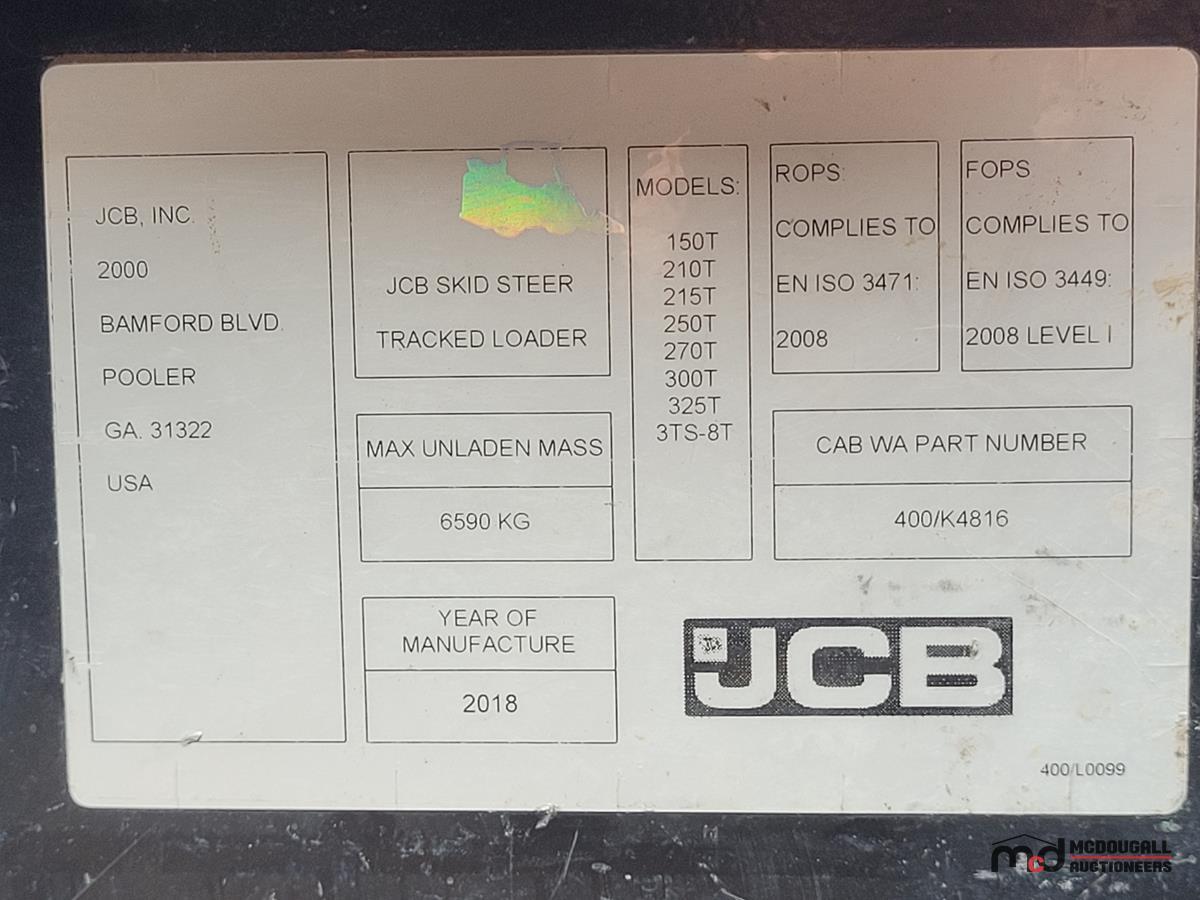 JCB, INC.
2000
BAMFORD BLVD.
POOLER
GA. 31322
USA
JCB SKID STEER
TRACKED LOADER
MAX UNLADEN MASS
6590 KG
YEAR OF
MANUFACTURE
2018
MODELS:
150T
210T
215T
250T
270T
300T
325T
3TS-8T
ROPS:
COMPLIES TO
EN ISO 3471:
2008
FOPS
COMPLIES TO
EN ISO 3449:
2008 LEVEL I
CAB WA PART NUMBER
400/K4816
JCB
JCB
400/L0099
mcd
MCDOUGALL
AUCTIONEERS